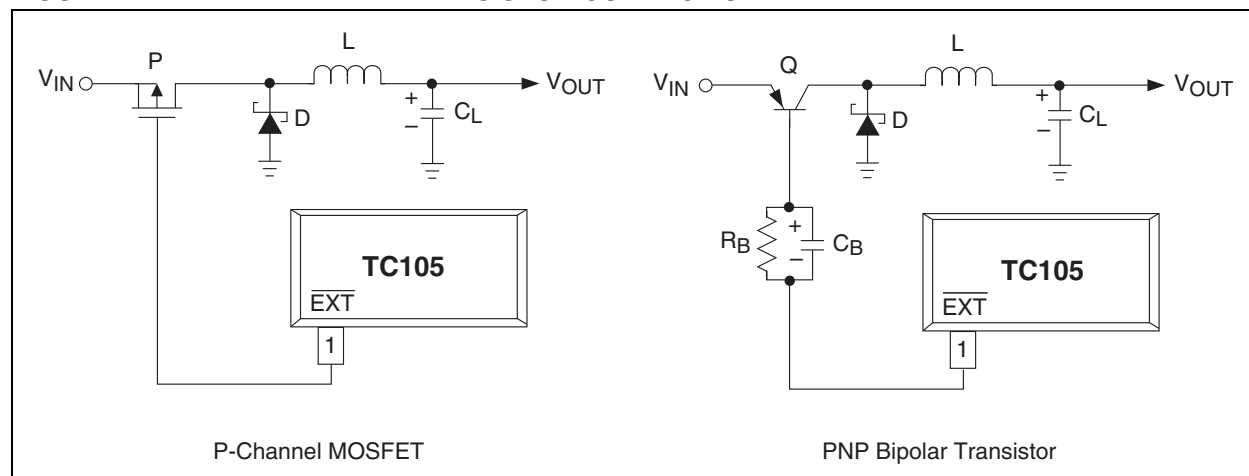 P
L
VIN
VOUT
D
+
–
CL
TC105
EXT
1
P-Channel MOSFET
Q
L
VIN
VOUT
D
+
–
CL
RB
+
–
CB
TC105
EXT
1
PNP Bipolar Transistor